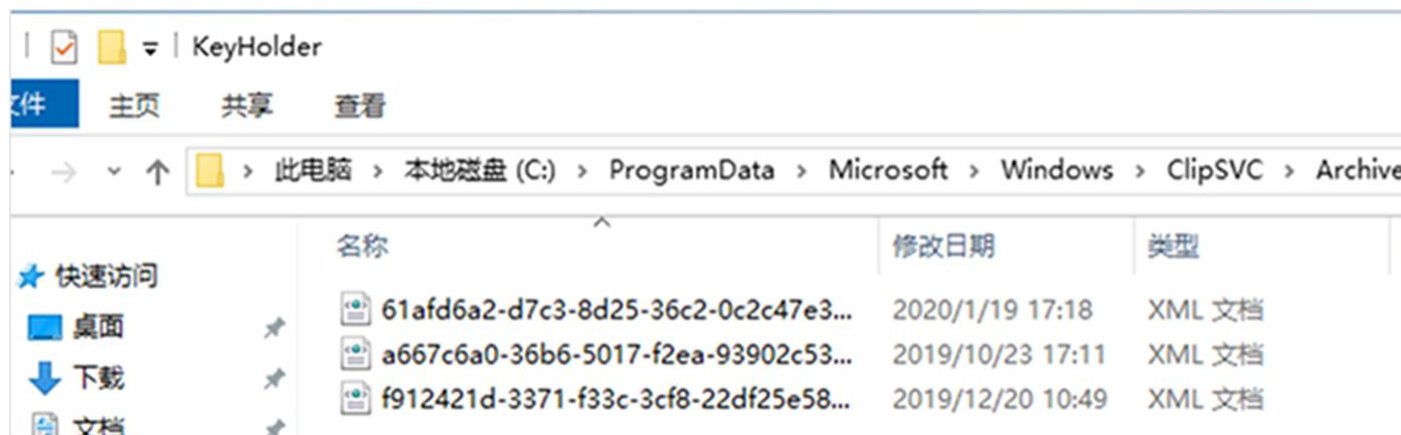 KeyHolder
文件 主页 共享 查看
此电脑 > 本地磁盘 (C:) > ProgramData > Microsoft > Windows > ClipSVC > Archive
名称 修改日期 类型
快速访问
桌面
下载
文档
61afd6a2-d7c3-8d25-36c2-0c2c47e3... 2020/1/19 17:18 XML 文档
a667c6a0-36b6-5017-f2ea-93902c53... 2019/10/23 17:11 XML 文档
f912421d-3371-f33c-3cf8-22df25e58... 2019/12/20 10:49 XML 文档